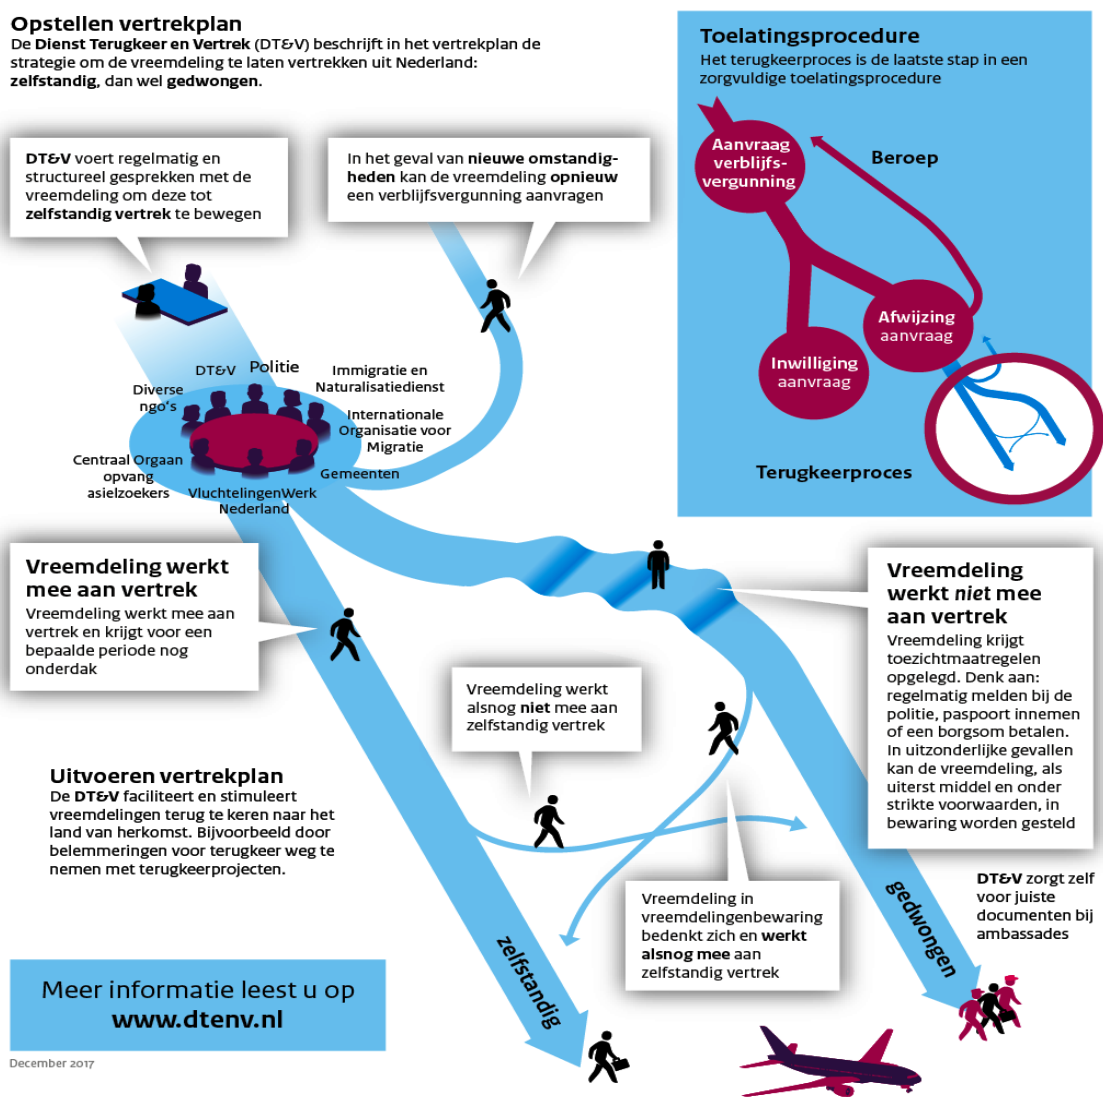 Opstellen vertrekplan
De Dienst Terugkeer en Vertrek (DT&V) beschrijft in het vertrekplan de
strategie om de vreemdeling te laten vertrekken uit Nederland:
zelfstandig, dan wel gedwongen.
DT&V voert regelmatig en
structureel gesprekken met de
vreemdeling om deze tot
zelfstandig vertrek te bewegen
In het geval van nieuwe omstandig-
heden kan de vreemdeling opnieuw
een verblijfsvergunning aanvragen
Toelatingsprocedure
Het terugkeerproces is de laatste stap in een
zorgvuldige toelatingsprocedure
Aanvraag
verblijfs-
vergunning
Beroep
Afwijzing
aanvraag
Inwilliging
aanvraag
Terugkeerproces
DT&V
Politie
Immigratie en
Naturalisatiedienst
Diverse
ngo's
Internationale
Organisatie voor
Migratie
Centraal Orgaan
opvang
asielzoekers
Gemeenten
VluchtelingenWerk
Nederland
Vreemdeling werkt
mee aan vertrek
Vreemdeling werkt mee aan
vertrek en krijgt voor een
bepaalde periode nog
onderdak
Vreemdeling
werkt niet mee
aan vertrek
Vreemdeling krijgt
toezichtmaatregelen
opgelegd. Denk aan:
regelmatig melden bij de
politie, paspoort innemen
of een borgsom betalen.
In uitzonderlijke gevallen
kan de vreemdeling, als
uiterst middel en onder
strikte voorwaarden, in
bewaring worden gesteld
Vreemdeling werkt
alsnog niet mee aan
zelfstandig vertrek
Uitvoeren vertrekplan
De DT&V faciliteert en stimuleert
vreemdelingen terug te keren naar het
land van herkomst. Bijvoorbeeld door
belemmeringen voor terugkeer weg te
nemen met terugkeerprojecten.
Vreemdeling in
vreemdelingenbewaring
bedenkt zich en werkt
alsnog mee aan
zelfstandig vertrek
DT&V zorgt zelf
voor juiste
documenten bij
ambassades
zelfstandig
gedwongen
Meer informatie leest u op
www.dtenv.nl
December 2017